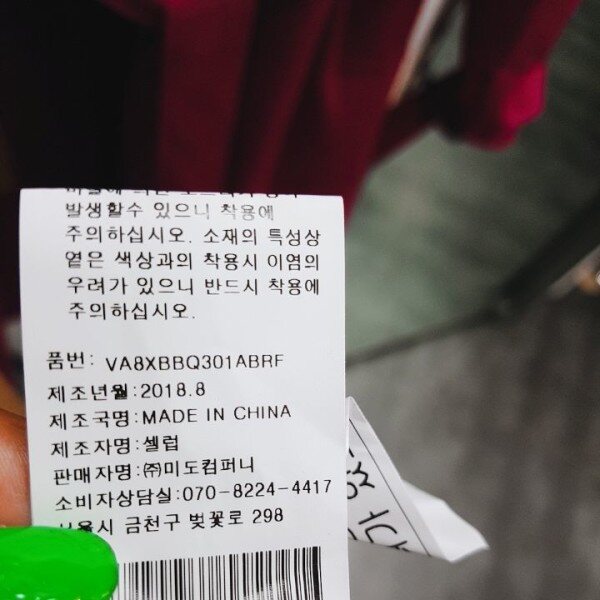 발생할수 있으니 착용에
주의하십시오. 소재의 특성상
옅은 색상과의 착용시 이염의
우려가 있으니 반드시 착용에
주의하십시오.
품번: VA8XBBQ301ABRF
제조년월:2018.8
제조국명:MADE IN CHINA
제조자명:셀럽
판매자명:㈜미도컴퍼니
소비자상담실:070-8224-4417
서울시 금천구 벚꽃로 298